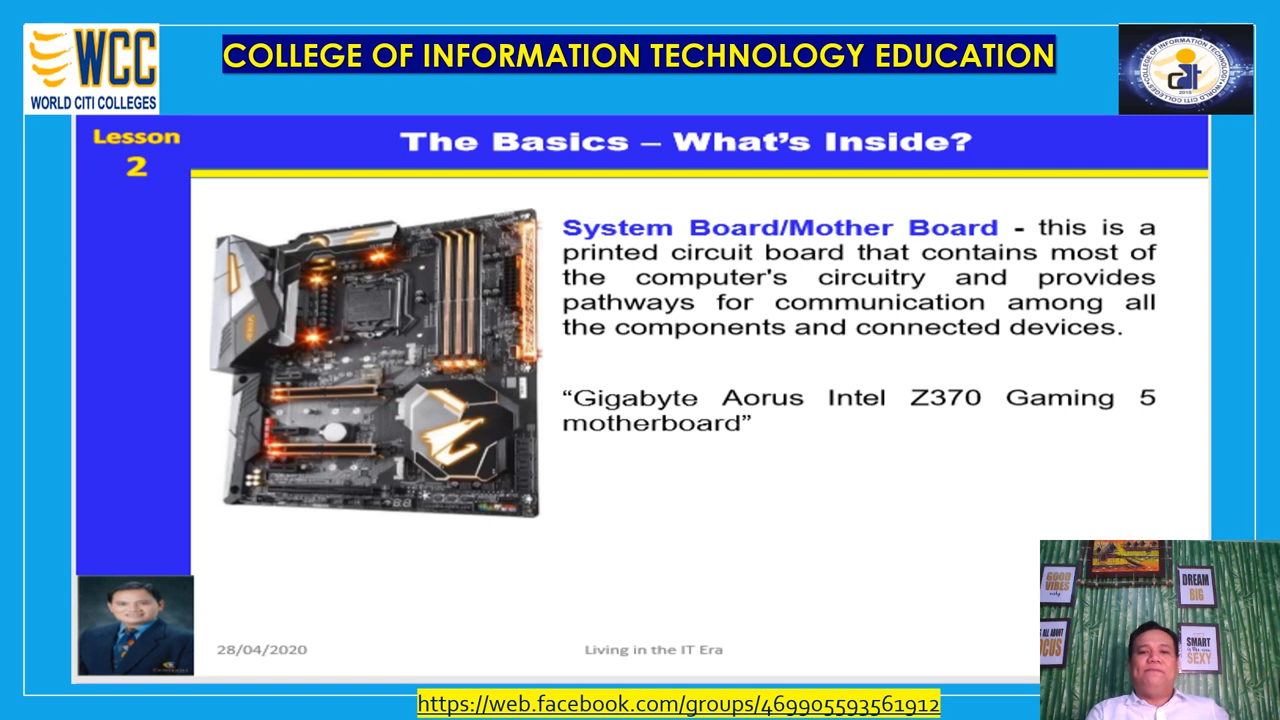 WCC
WORLD CITI COLLEGES
COLLEGE OF INFORMATION TECHNOLOGY EDUCATION
Lesson
2
The Basics – What's Inside?
System Board/Mother Board - this is a
printed circuit board that contains most of
the computer's circuitry and provides
pathways for communication among all
the components and connected devices.
“Gigabyte Aorus Intel Z370 Gaming 5
motherboard”
GOOD
VIBES
only
DREAM
BIG
ALL ABOUT
FOCUS
SMART
is the new
SEXY
28/04/2020
Living in the IT Era
https://web.facebook.com/groups/469905593561912